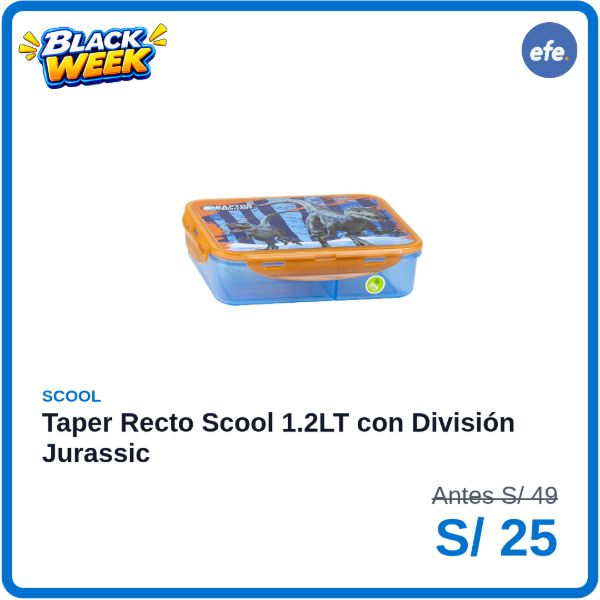 BLACK
WEEK
efe.
SCOOL
Taper Recto Scool 1.2LT con División
Jurassic
Antes S/ 49
S/ 25